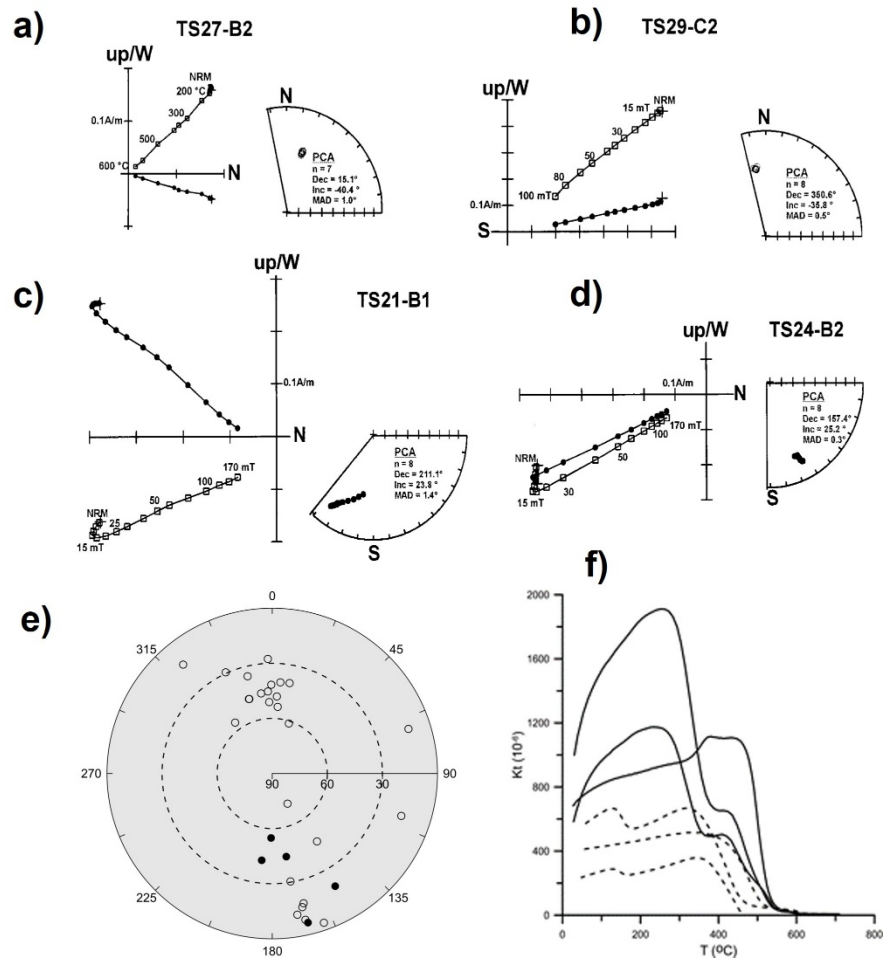 a)
TS27-B2
up/W
NRM
200 °C
300
0.1A/m
500
600 °C
N
N
PCA
n = 7
Dec = 15.1°
Inc = -40.4 °
MAD = 1.0°
b)
TS29-C2
up/W
NRM
15 mT
30
50
80
100 mT
0.1A/m
S
N
PCA
n = 8
Dec = 350.6°
Inc = -35.8 °
MAD = 0.5°
c)
TS21-B1
up/W
0.1A/m
N
170 mT
100
50
NRM
25
15 mT
PCA
n = 8
Dec = 211.1°
Inc = 23.8 °
MAD = 1.4°
S
d)
TS24-B2
up/W
0.1A/m
N
170 mT
100
50
NRM
30
15 mT
PCA
n = 8
Dec = 157.4°
Inc = 25.2 °
MAD = 0.3°
S
e)
0
315
45
270
90
60
30
90
225
135
180
f)
2000
1600
1200
800
400
0
Kt (10⁻⁶)
0
200
400
600
800
T (°C)